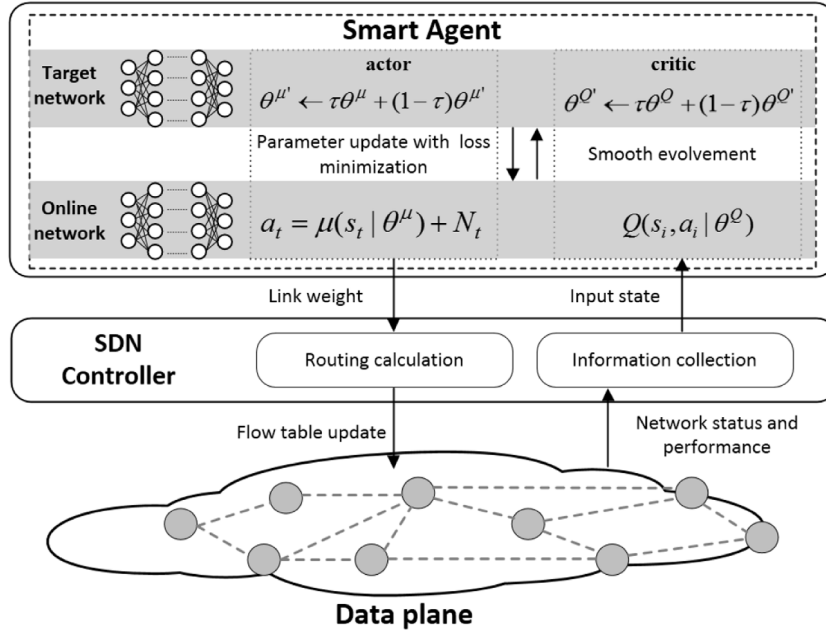 Smart Agent
Target
network
actor
θ^μ' ← τθ^μ + (1−τ)θ^μ'
critic
θ^Q' ← τθ^Q + (1−τ)θ^Q'
Parameter update with loss
minimization
Smooth evolvement
Online
network
a_t = μ(s_t | θ^μ) + N_t
Q(s_i, a_i | θ^Q)
Link weight
Input state
SDN
Controller
Routing calculation
Information collection
Flow table update
Network status and
performance
Data plane